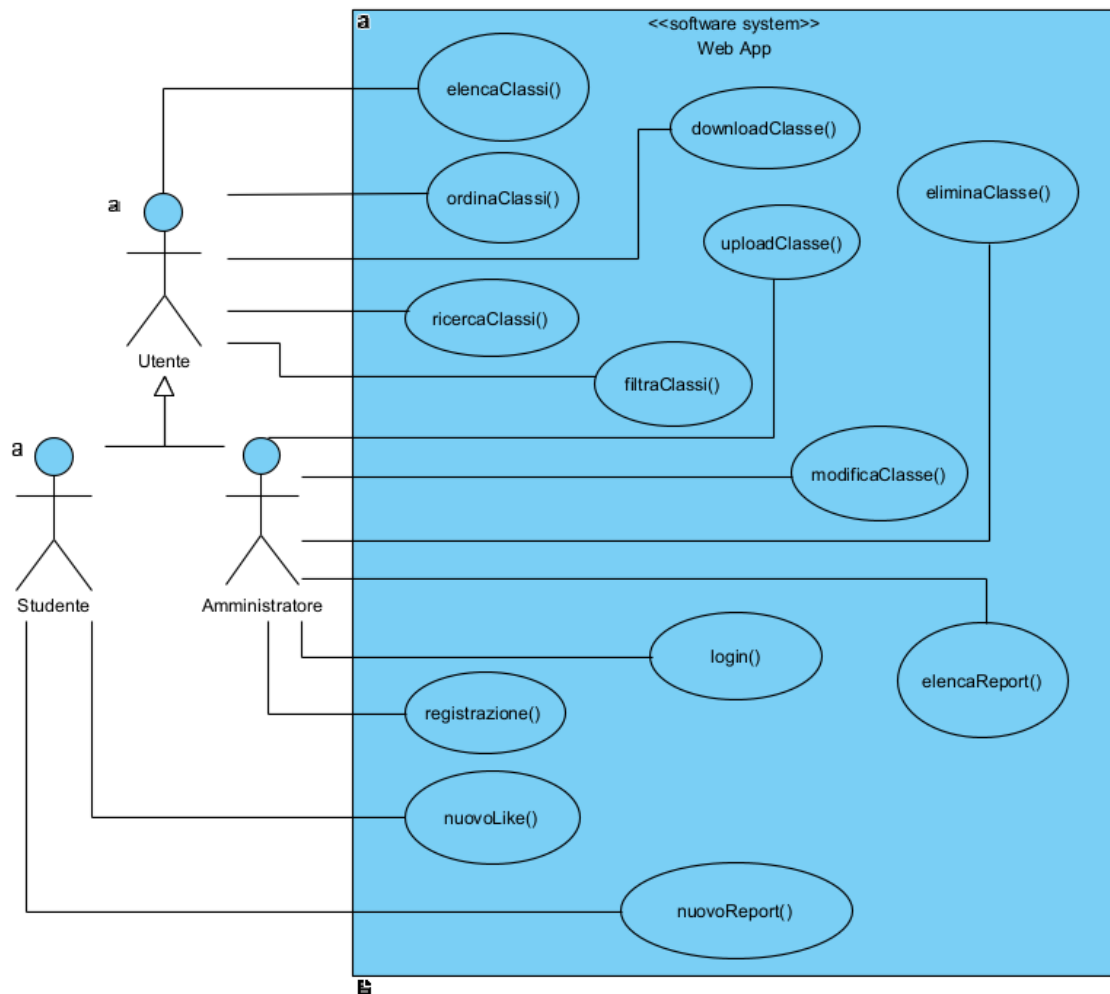 a
<<software system>>
Web App
elencaClassi()
downloadClasse()
eliminaClasse()
ordinaClassi()
a
uploadClasse()
ricercaClassi()
Utente
filtraClassi()
a
modificaClasse()
Studente
Amministratore
login()
elencaReport()
registrazione()
nuovoLike()
nuovoReport()